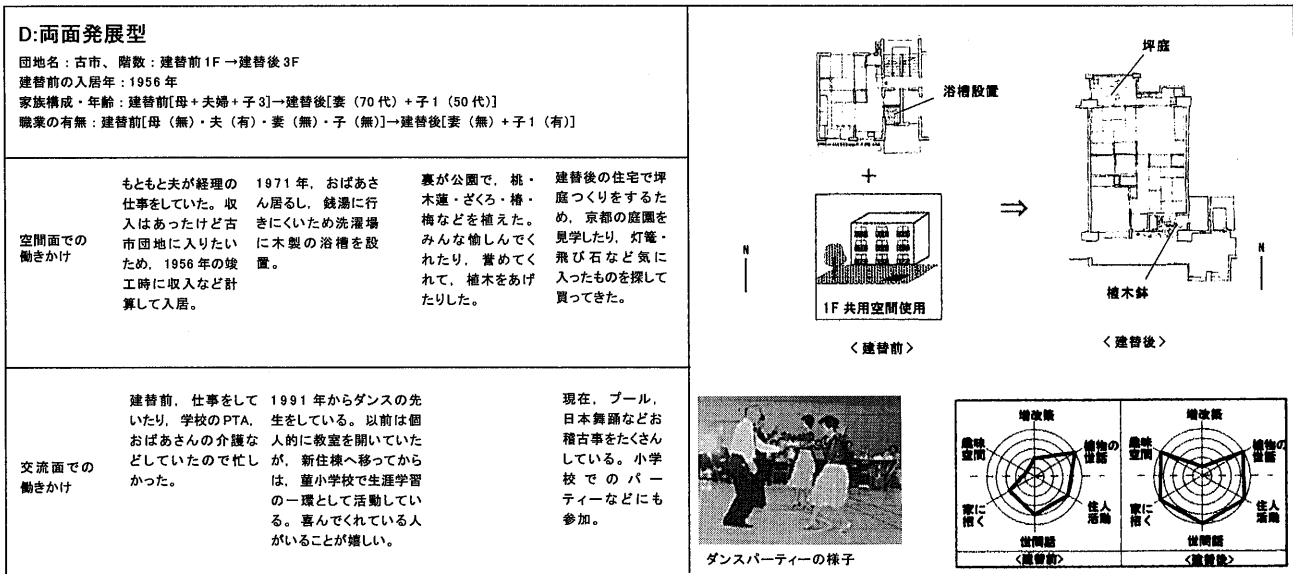 D:両面発展型
団地名：古市、階数：建替前1F→建替後3F
建替前の入居年：1956年
家族構成・年齢：建替前[母+夫婦+子3]→建替後[妻（70代）+子1（50代）]
職業の有無：建替前[母（無）・夫（有）・妻（無）・子（無）]→建替後[妻（無）+子1（有）]
空間面での
働きかけ
もともと夫が経理の
仕事をしていた。収
入はあったけど古
市団地に入りたい
ため，1956年の竣
工時に収入など計
算して入居。
1971年，おばあさ
ん居るし，銭湯に行
きにくいため洗濯場
に木製の浴槽を設
置。
裏が公園で，桃・
木蓮・ざくろ・椿・
梅などを植えた。
みんな愉しんでく
れたり，誉めてく
れて，植木をあげ
たりした。
建替後の住宅で坪
庭つくりをするた
め，京都の庭園を
見学したり，灯篭・
飛び石など気に
入ったものを探して
買ってきた。
交流面での
働きかけ
建替前，仕事をして
いたり，学校のPTA，
おばあさんの介護な
どしていたので忙し
かった。
1991年からダンスの先
生をしている。以前は個
人的に教室を開いていた
が，新住棟へ移ってから
は，菫小学校で生涯学習
の一環として活動してい
る。喜んでくれている人
がいることが嬉しい。
現在，プール，
日本舞踊などお
稽古事をたくさん
している。小学
校でのパー
ティーなどにも
参加。
浴槽設置
+
N
1F共用空間使用
〈建替前〉
⇒
坪庭
植木鉢
N
〈建替後〉
ダンスパーティーの様子
増改築
趣味
空間
植物の
世話
家に
招く
住人
活動
世間話
〈建替前〉
増改築
趣味
空間
植物の
世話
家に
招く
住人
活動
世間話
〈建替後〉